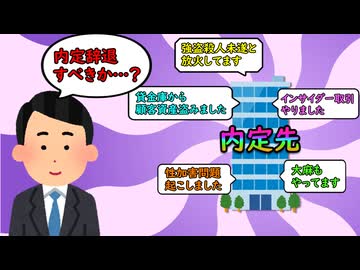 内定辞退
すべきか…？
強盗殺人未遂と
放火してます
貸金庫から
顧客資産盗みました
インサイダー取引
やりました
内定先
性加害問題
起こしました
大麻も
やってます